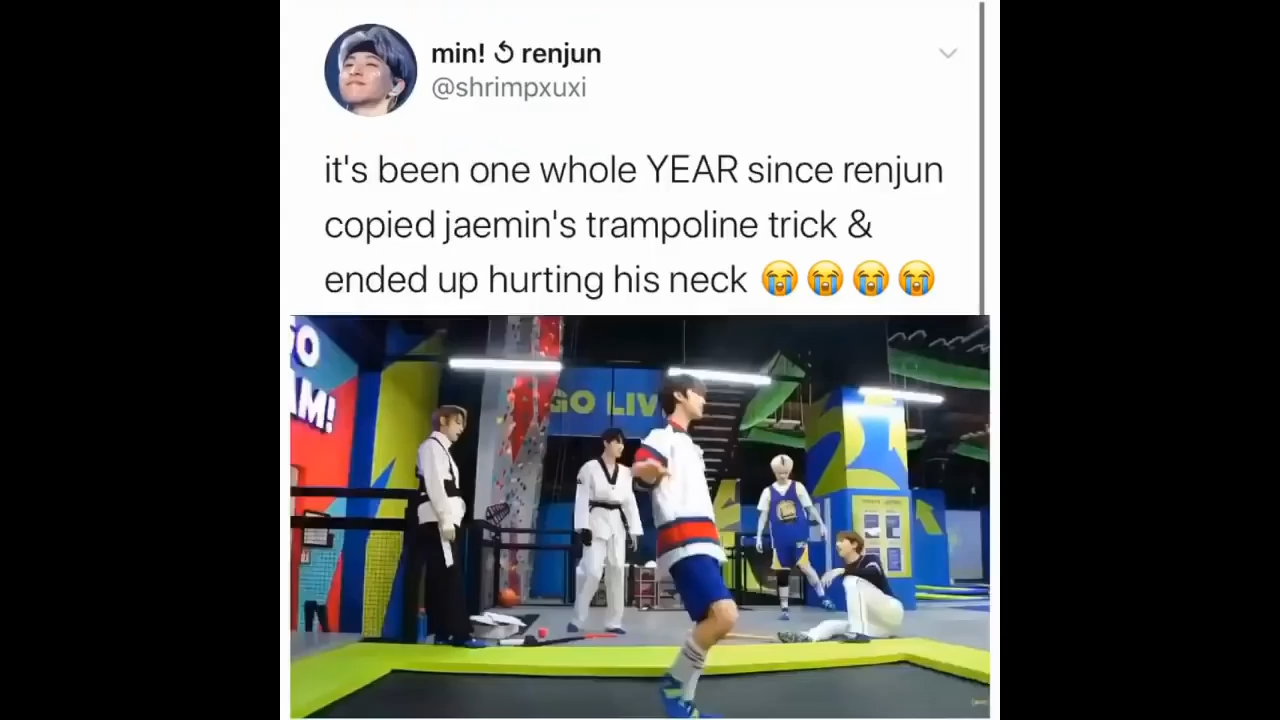 min! ↺ renjun
@shrimpxuxi
it's been one whole YEAR since renjun
copied jaemin's trampoline trick &
ended up hurting his neck 😭😭😭😭
GO LIV